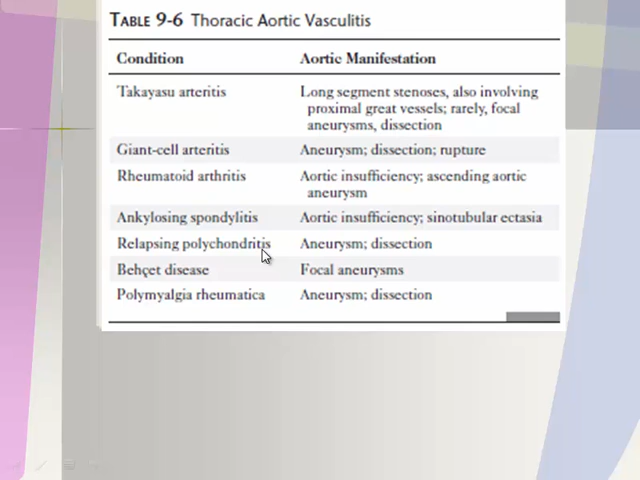 TABLE 9-6 Thoracic Aortic Vasculitis
Condition Aortic Manifestation
Takayasu arteritis Long segment stenoses, also involving
proximal great vessels; rarely, focal
aneurysms, dissection
Giant-cell arteritis Aneurysm; dissection; rupture
Rheumatoid arthritis Aortic insufficiency; ascending aortic
aneurysm
Ankylosing spondylitis Aortic insufficiency; sinotubular ectasia
Relapsing polychondritis Aneurysm; dissection
Behçet disease Focal aneurysms
Polymyalgia rheumatica Aneurysm; dissection